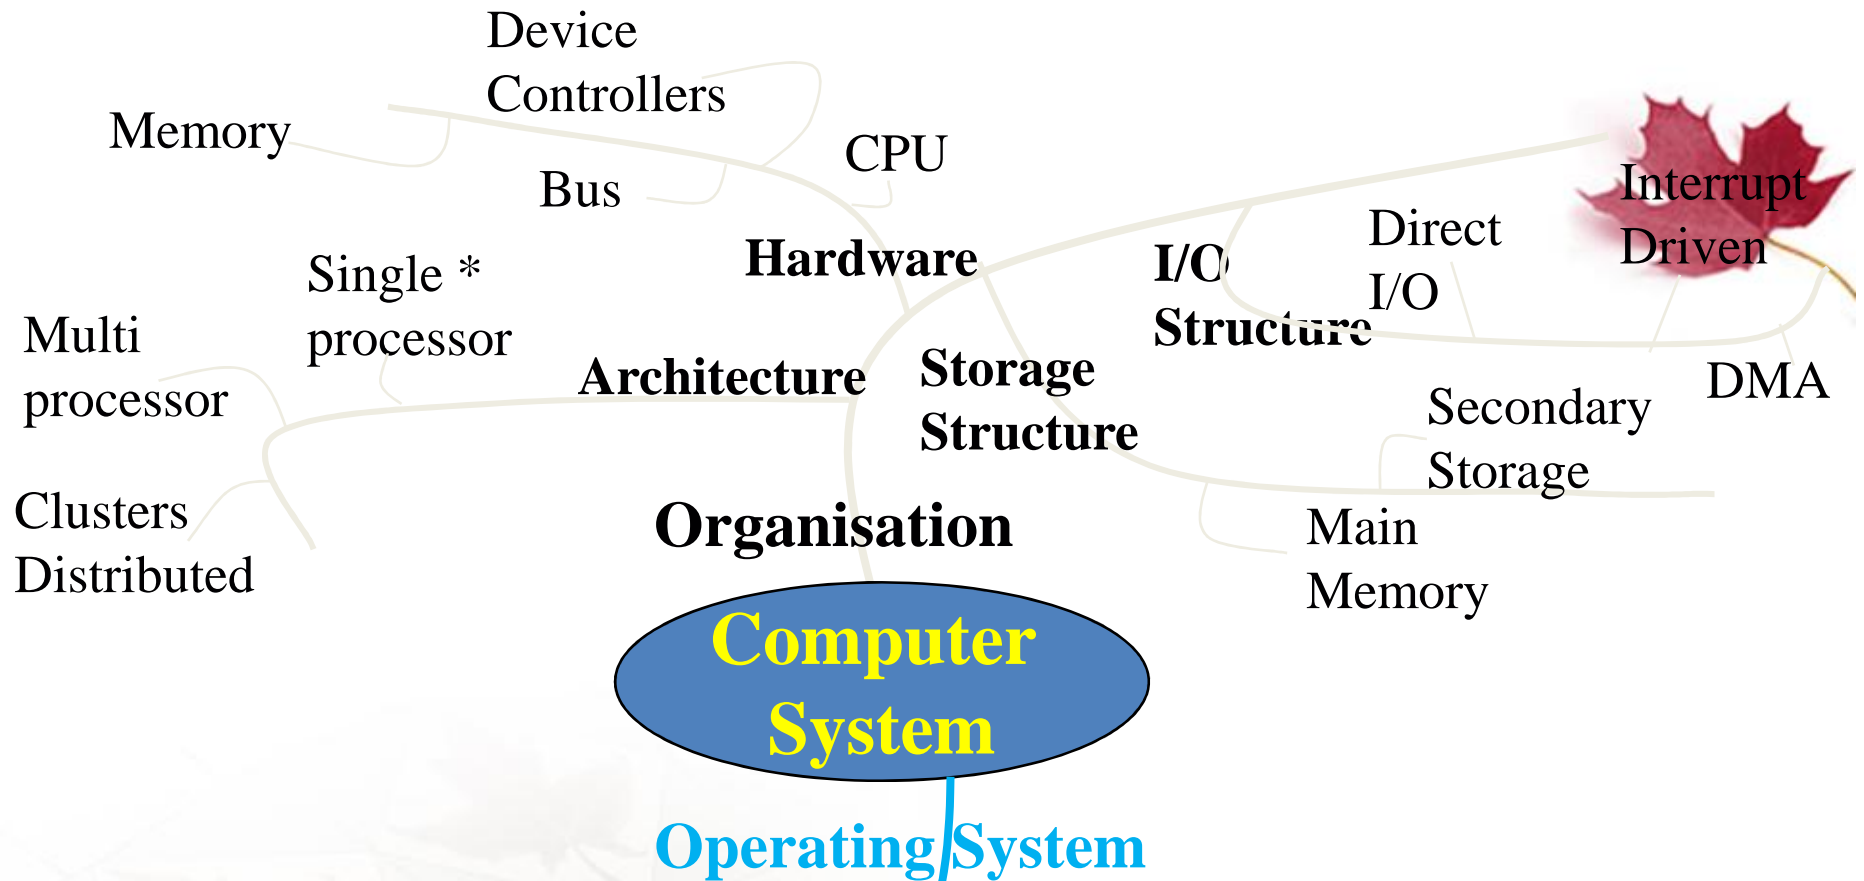 Device
Controllers
Memory
CPU
Bus
Interrupt
Driven
Direct
I/O
Hardware
I/O
Structure
Single *
processor
Multi
processor
Architecture
Storage
Structure
DMA
Secondary
Storage
Clusters
Distributed
Organisation
Main
Memory
Computer
System
Operating System